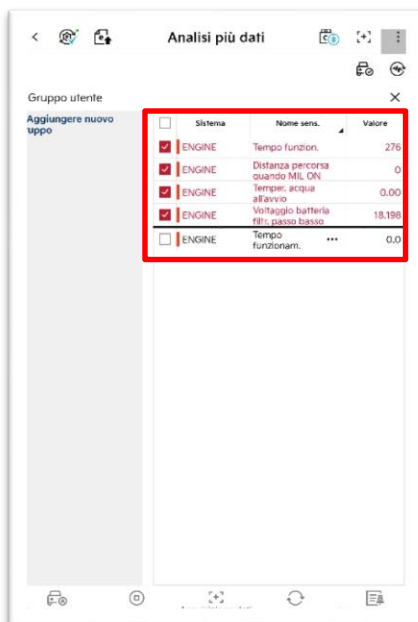 Analisi più dati
Gruppo utente
Aggiungere nuovo
ruppo
Sistema Nome sens. Valore
ENGINE Tempo funzion. 276
ENGINE Distanza percorsa
quando MIL ON 0
ENGINE Temper. acqua
all'avvio 0.00
ENGINE Voltaggio batteria
filtr. passo basso 18.198
ENGINE Tempo
funzionam. ••• 0.0